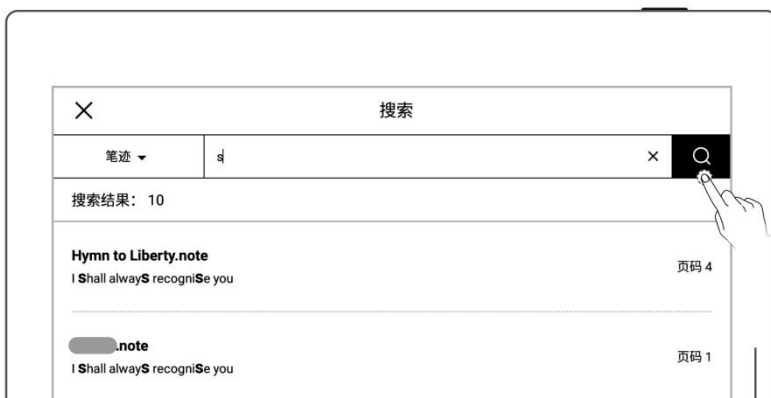 搜索
笔迹 s
搜索结果： 10
Hymn to Liberty.note
I Shall alwayS recogniSe you
页码 4
.note
I Shall alwayS recogniSe you
页码 1